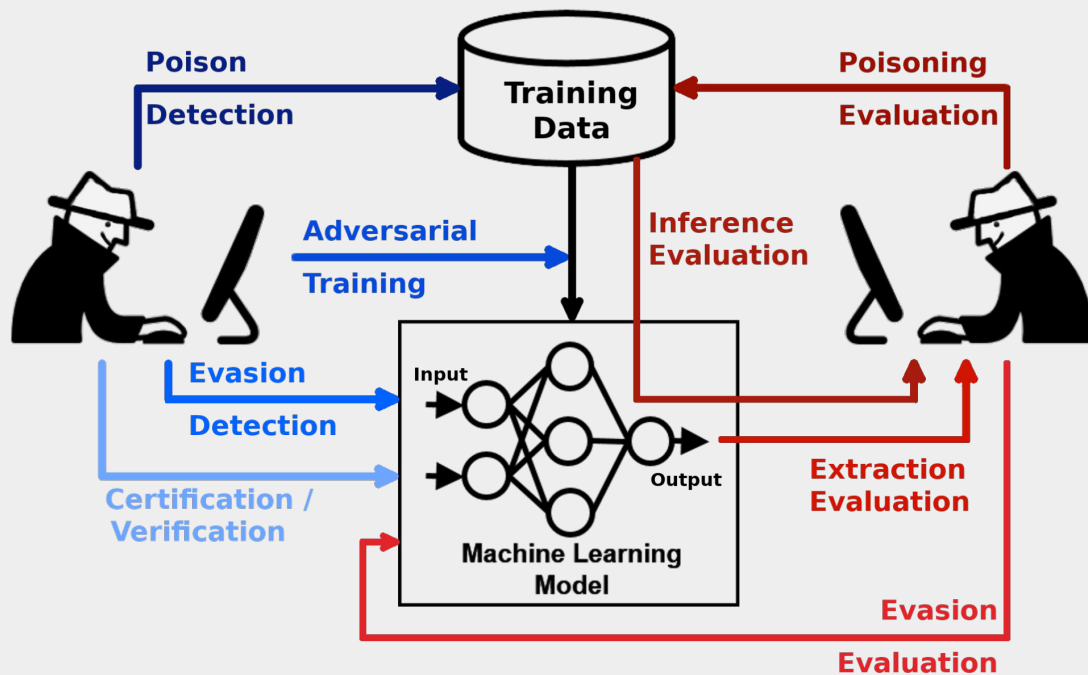 Poison
Detection
Training
Data
Poisoning
Evaluation
Adversarial
Training
Inference
Evaluation
Evasion
Detection
Certification /
Verification
Input
Output
Machine Learning
Model
Extraction
Evaluation
Evasion
Evaluation